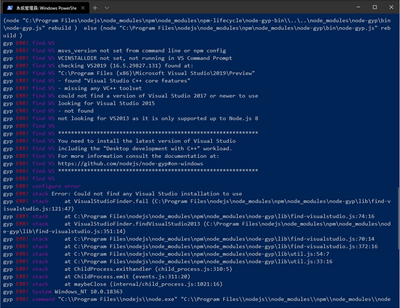 系統管理員: Windows PowerShe
(node "C:\Program Files\nodejs\node_modules\npm\node_modules\npm-lifecycle\node-gyp-bin\\..\..\node_modules\node-gyp\bin
\node-gyp.js" rebuild )  else (node "C:\Program Files\nodejs\node_modules\npm\node_modules\node-gyp\bin\node-gyp.js" reb
uild )
gyp ERR! find VS
gyp ERR! find VS msvs_version not set from command line or npm config
gyp ERR! find VS VCINSTALLDIR not set, not running in VS Command Prompt
gyp ERR! find VS checking VS2019 (16.5.29827.131) found at:
gyp ERR! find VS "C:\Program Files (x86)\Microsoft Visual Studio\2019\Preview"
gyp ERR! find VS - found "Visual Studio C++ core features"
gyp ERR! find VS - missing any VC++ toolset
gyp ERR! find VS could not find a version of Visual Studio 2017 or newer to use
gyp ERR! find VS looking for Visual Studio 2015
gyp ERR! find VS - not found
gyp ERR! find VS not looking for VS2013 as it is only supported up to Node.js 8
gyp ERR! find VS
gyp ERR! find VS **************************************************************
gyp ERR! find VS You need to install the latest version of Visual Studio
gyp ERR! find VS including the "Desktop development with C++" workload.
gyp ERR! find VS For more information consult the documentation at:
gyp ERR! find VS https://github.com/nodejs/node-gyp#on-windows
gyp ERR! find VS **************************************************************
gyp ERR! find VS
gyp ERR! configure error
gyp ERR! stack Error: Could not find any Visual Studio installation to use
gyp ERR! stack     at VisualStudioFinder.fail (C:\Program Files\nodejs\node_modules\npm\node_modules\node-gyp\lib\find-v
isualstudio.js:121:47)
gyp ERR! stack     at C:\Program Files\nodejs\node_modules\npm\node_modules\node-gyp\lib\find-visualstudio.js:74:16
gyp ERR! stack     at VisualStudioFinder.findVisualStudio2013 (C:\Program Files\nodejs\node_modules\npm\node_modules\nod
e-gyp\lib\find-visualstudio.js:351:14)
gyp ERR! stack     at C:\Program Files\nodejs\node_modules\npm\node_modules\node-gyp\lib\find-visualstudio.js:70:14
gyp ERR! stack     at C:\Program Files\nodejs\node_modules\npm\node_modules\node-gyp\lib\find-visualstudio.js:372:16
gyp ERR! stack     at C:\Program Files\nodejs\node_modules\npm\node_modules\node-gyp\lib\util.js:54:7
gyp ERR! stack     at C:\Program Files\nodejs\node_modules\npm\node_modules\node-gyp\lib\util.js:33:16
gyp ERR! stack     at ChildProcess.exithandler (child_process.js:310:5)
gyp ERR! stack     at ChildProcess.emit (events.js:311:20)
gyp ERR! stack     at maybeClose (internal/child_process.js:1021:16)
gyp ERR! System Windows_NT 10.0.18363
gyp ERR! command "C:\\Program Files\\nodejs\\node.exe" "C:\\Program Files\\nodejs\\node_modules\\npm\\node_modules\\node